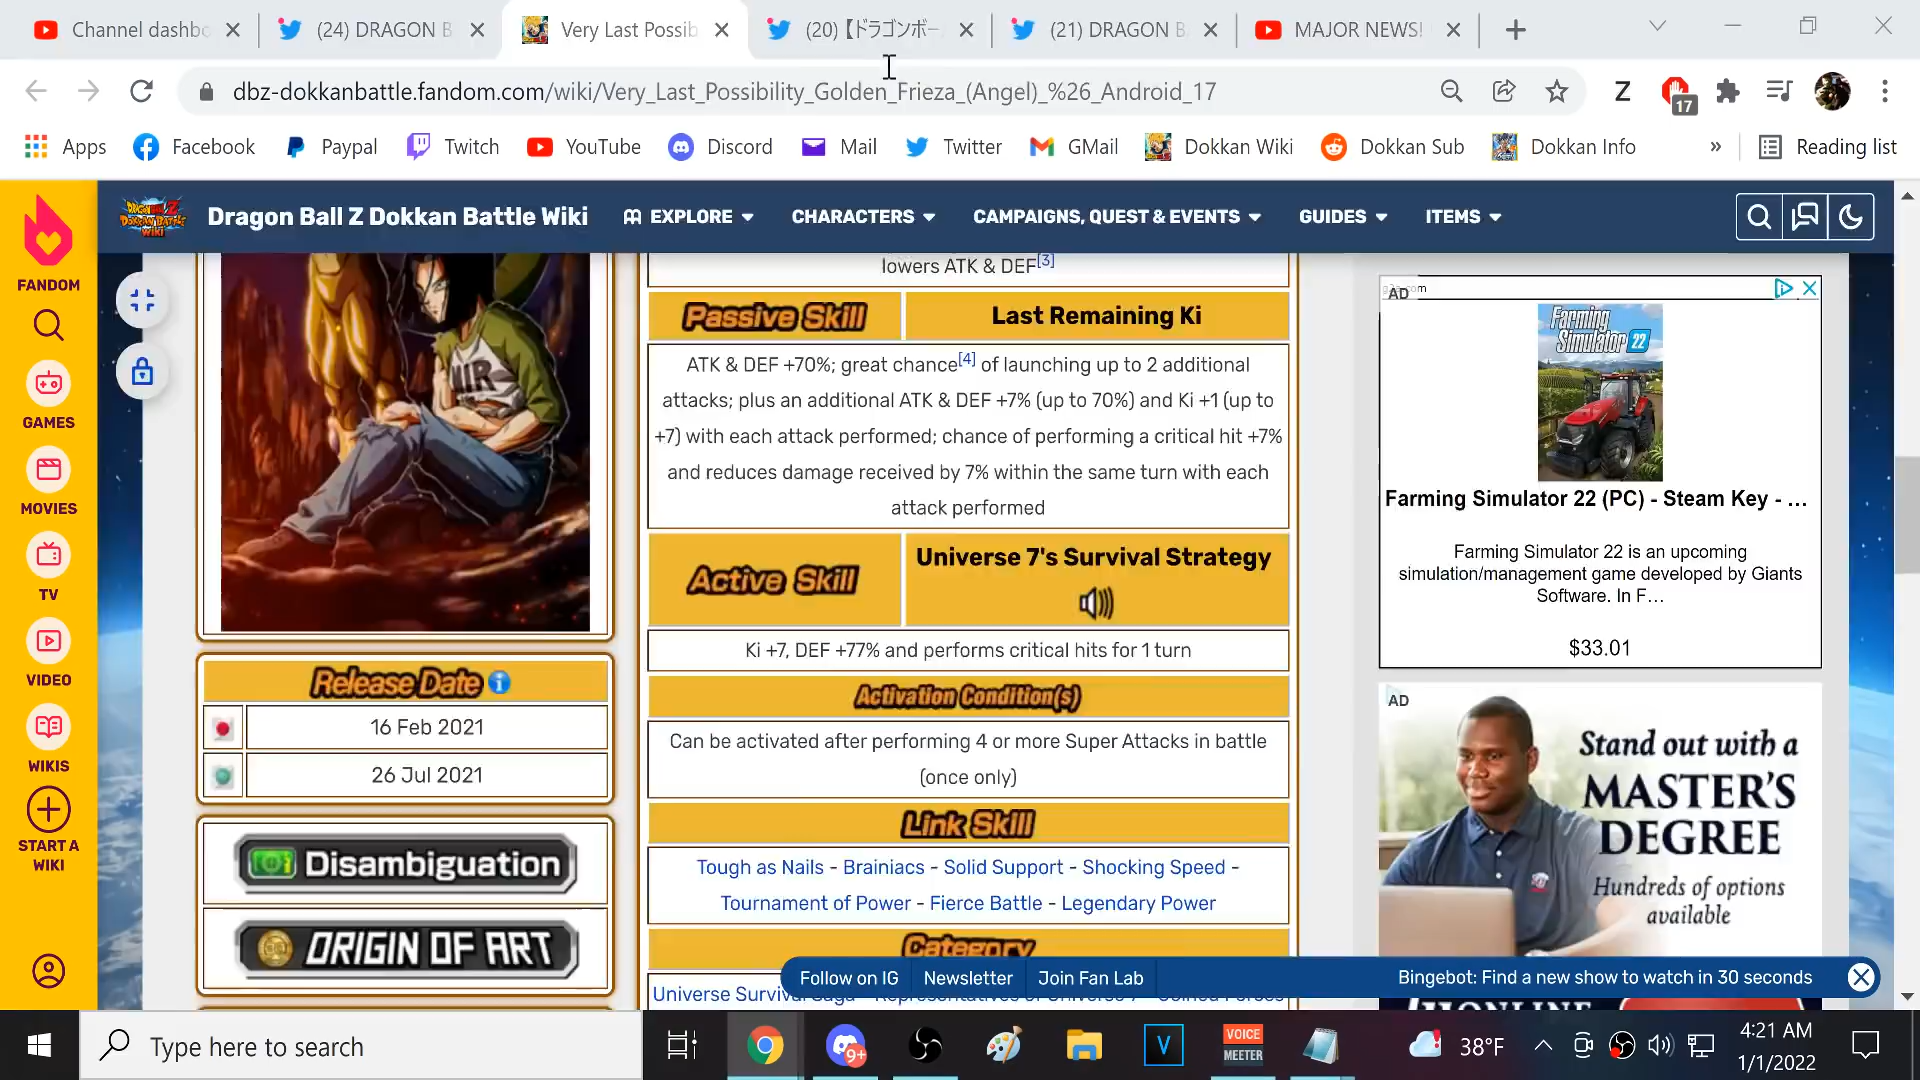 Channel dashbo
(24) DRAGON B
Very Last Possib
(20)【ドラゴンボー
(21) DRAGON B
MAJOR NEWS!
dbz-dokkanbattle.fandom.com/wiki/Very_Last_Possibility_Golden_Frieza_(Angel)_%26_Android_17
Z
17
Apps
Facebook
Paypal
Twitch
YouTube
Discord
Mail
Twitter
GMail
Dokkan Wiki
Dokkan Sub
Dokkan Info
»
Reading list
FANDOM
GAMES
MOVIES
TV
VIDEO
WIKIS
START A
WIKI
Dragon Ball Z Dokkan Battle Wiki
EXPLORE
CHARACTERS
CAMPAIGNS, QUEST & EVENTS
GUIDES
ITEMS
Release Date
16 Feb 2021
26 Jul 2021
Disambiguation
ORIGIN OF ART
lowers ATK & DEF[3]
Passive Skill
Last Remaining Ki
ATK & DEF +70%; great chance[4] of launching up to 2 additional
attacks; plus an additional ATK & DEF +7% (up to 70%) and Ki +1 (up to
+7) with each attack performed; chance of performing a critical hit +7%
and reduces damage received by 7% within the same turn with each
attack performed
Active Skill
Universe 7's Survival Strategy
Ki +7, DEF +77% and performs critical hits for 1 turn
Activation Condition(s)
Can be activated after performing 4 or more Super Attacks in battle
(once only)
Link Skill
Tough as Nails - Brainiacs - Solid Support - Shocking Speed -
Tournament of Power - Fierce Battle - Legendary Power
Category
Universe Survival Saga - Representatives of Universe 7 - Joined Forces
AD
Farming Simulator 22
Farming Simulator 22 (PC) - Steam Key - ...
Farming Simulator 22 is an upcoming
simulation/management game developed by Giants
Software. In F...
$33.01
AD
Stand out with a
MASTER'S
DEGREE
Hundreds of options
available
Follow on IG
Newsletter
Join Fan Lab
Bingebot: Find a new show to watch in 30 seconds
Type here to search
9+
V
VOICE
MEETER
38°F
4:21 AM
1/1/2022